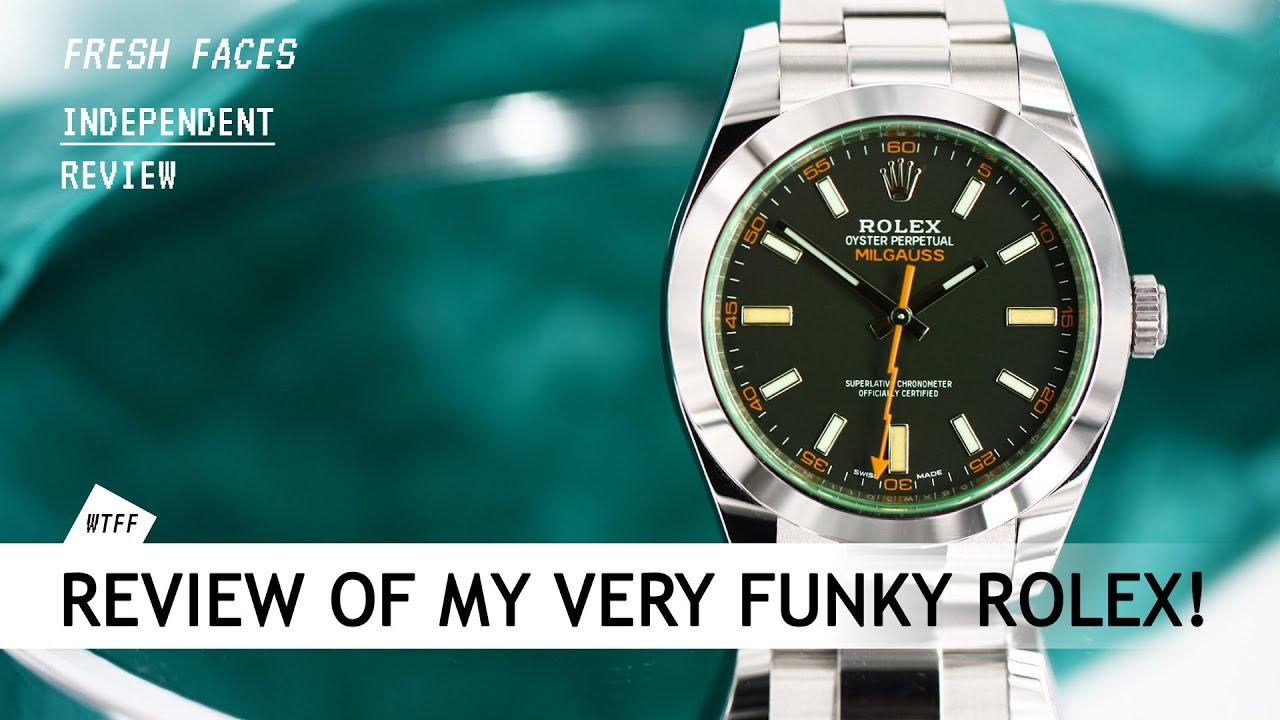 FRESH FACES
INDEPENDENT
REVIEW
60
55
5
50
10
ROLEX
OYSTER PERPETUAL
MILGAUSS
45
15
SUPERLATIVE CHRONOMETER
OFFICIALLY CERTIFIED
40
20
35
25
SWISS MADE
30
WTFF
REVIEW OF MY VERY FUNKY ROLEX!